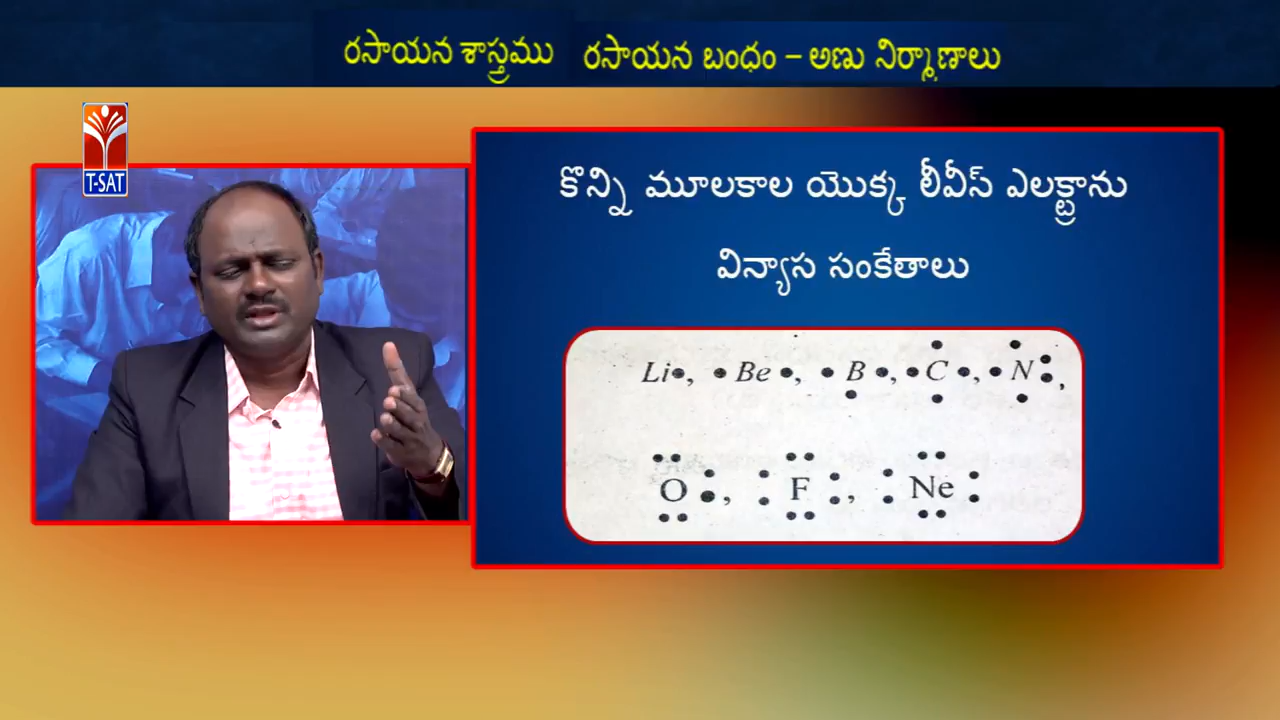 రసాయన శాస్త్రము రసాయన బంధం – అణు నిర్మాణాలు
T-SAT
కొన్ని మూలకాల యొక్క లీవీస్ ఎలక్ట్రాను
విన్యాస సంకేతాలు
Li•, •Be•, •B•, •C•, •N:,
O:, :F:, :Ne: